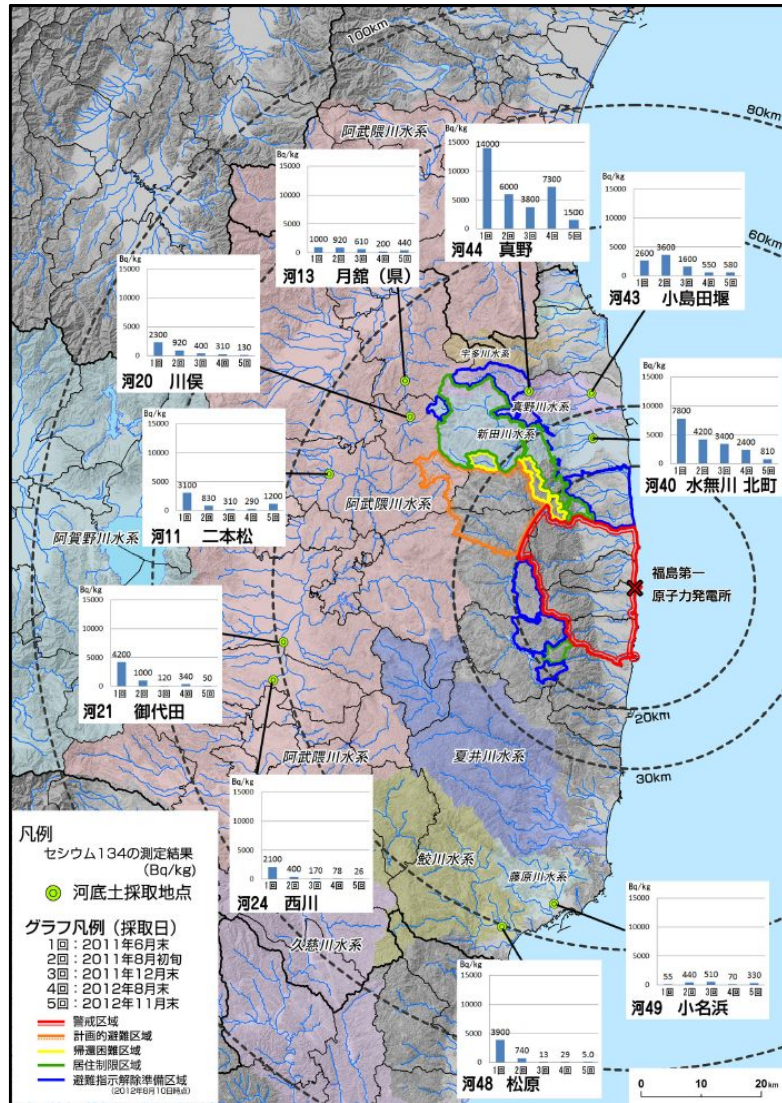 100km
80km
60km
阿武隈川水系
Bq/kg
15000
10000
5000
0
1000 920 610 200 440
1回 2回 3回 4回 5回
河13 月舘（県）
Bq/kg
15000
10000
5000
0
14000 6000 3800 7300 1500
1回 2回 3回 4回 5回
河44 真野
Bq/kg
15000
10000
5000
0
2600 3600 1600 550 580
1回 2回 3回 4回 5回
河43 小島田堰
Bq/kg
15000
10000
5000
0
2300 920 400 310 130
1回 2回 3回 4回 5回
河20 川俣
宇多川水系
真野川水系
新田川水系
Bq/kg
15000
10000
5000
0
7800 4200 3400 2400 810
1回 2回 3回 4回 5回
河40 水無川 北町
Bq/kg
15000
10000
5000
0
3100 830 310 290 1200
1回 2回 3回 4回 5回
河11 二本松
阿武隈川水系
阿賀野川水系
福島第一
原子力発電所
Bq/kg
15000
10000
5000
0
4200 1000 120 340 50
1回 2回 3回 4回 5回
河21 御代田
20km
30km
阿武隈川水系
夏井川水系
Bq/kg
15000
10000
5000
0
2100 400 170 78 26
1回 2回 3回 4回 5回
河24 西川
鮫川水系
藤原川水系
久慈川水系
Bq/kg
15000
10000
5000
0
55 440 510 70 330
1回 2回 3回 4回 5回
河49 小名浜
Bq/kg
15000
10000
5000
0
3900 740 13 29 5.0
1回 2回 3回 4回 5回
河48 松原
凡例
セシウム134の測定結果
(Bq/kg)
河底土採取地点
グラフ凡例（採取日）
1回：2011年6月末
2回：2011年8月初旬
3回：2011年12月末
4回：2012年8月末
5回：2012年11月末
警戒区域
計画的避難区域
帰還困難区域
居住制限区域
避難指示解除準備区域
(2012年8月10日時点)
0 10 20km